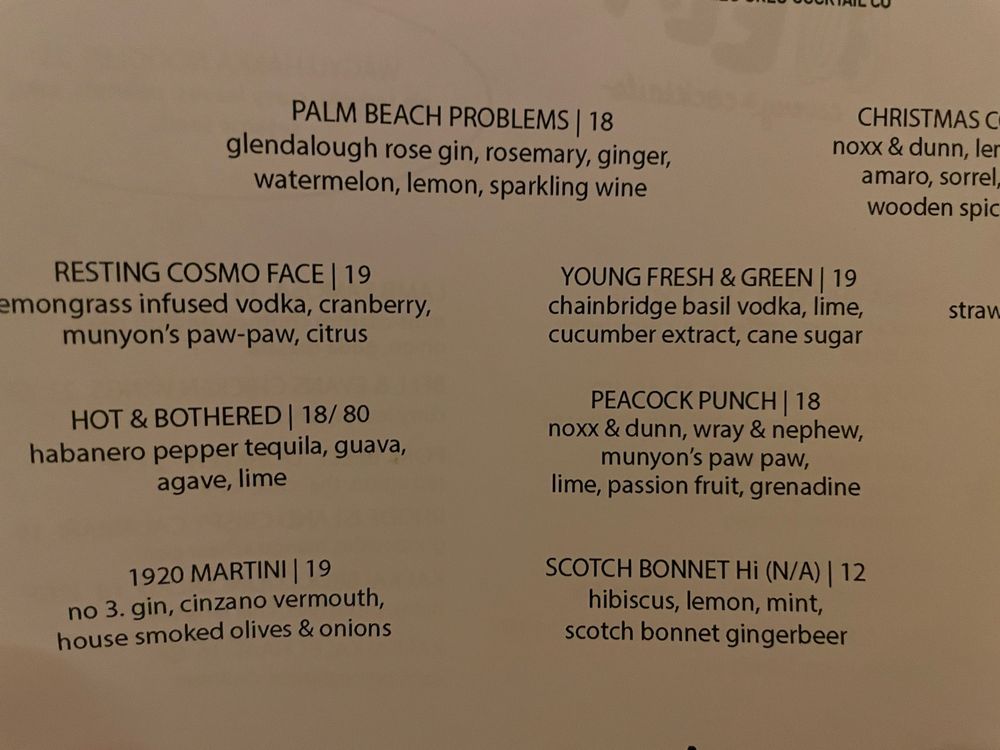 COCKTAIL CO
PALM BEACH PROBLEMS | 18
glendalough rose gin, rosemary, ginger,
watermelon, lemon, sparkling wine
CHRISTMAS
noxx & dunn,
amaro, sorrel,
wooden
RESTING COSMO FACE | 19
emongrass infused vodka, cranberry,
munyon's paw-paw, citrus
YOUNG FRESH & GREEN | 19
chainbridge basil vodka, lime,
cucumber extract, cane sugar
straw
HOT & BOTHERED | 18/ 80
habanero pepper tequila, guava,
agave, lime
PEACOCK PUNCH | 18
noxx & dunn, wray & nephew,
munyon's paw paw,
lime, passion fruit, grenadine
1920 MARTINI | 19
no 3. gin, cinzano vermouth,
house smoked olives & onions
SCOTCH BONNET Hi (N/A) | 12
hibiscus, lemon, mint,
scotch bonnet gingerbeer